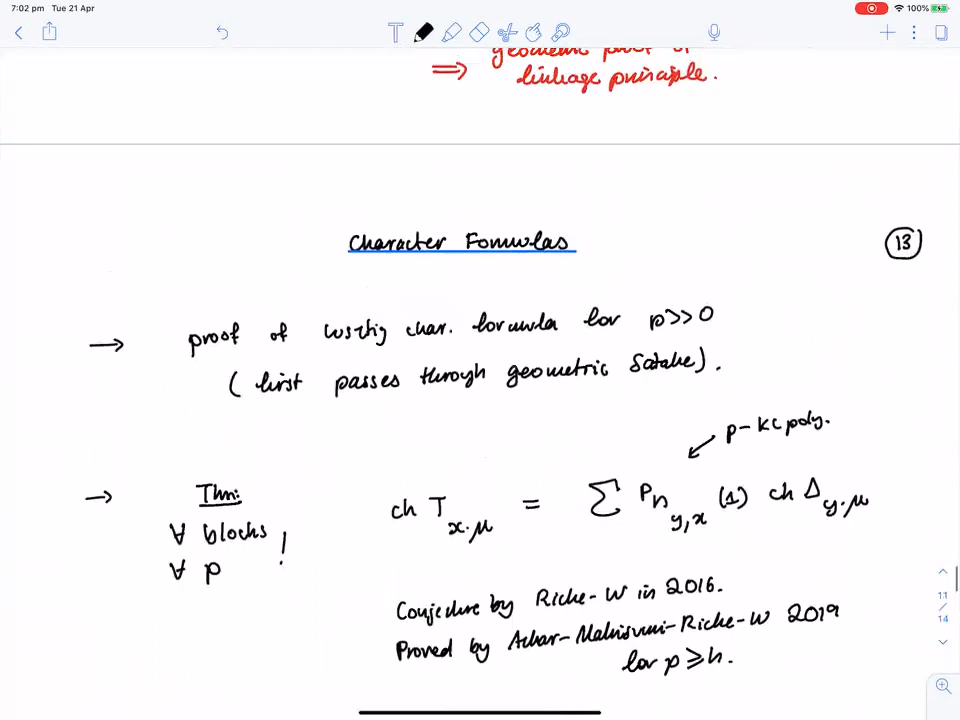 7:02 pm Tue 21 Apr
100%
geometric proof of
⟹ linkage principle.
Character Formulas
13
→ proof of Lusztig char. formula for p>>0
(first passes through geometric Satake).
p-KL poly.
→ Thm:
∀ blocks
∀ p
!
ch T_{x·μ} = ∑ ᵖn_{y,x} (1) ch Δ_{y·μ}
Conjecture by Riche-W in 2016.
Proved by Achar-Makisumi-Riche-W 2019
for p ⩾ h.
11
/
14